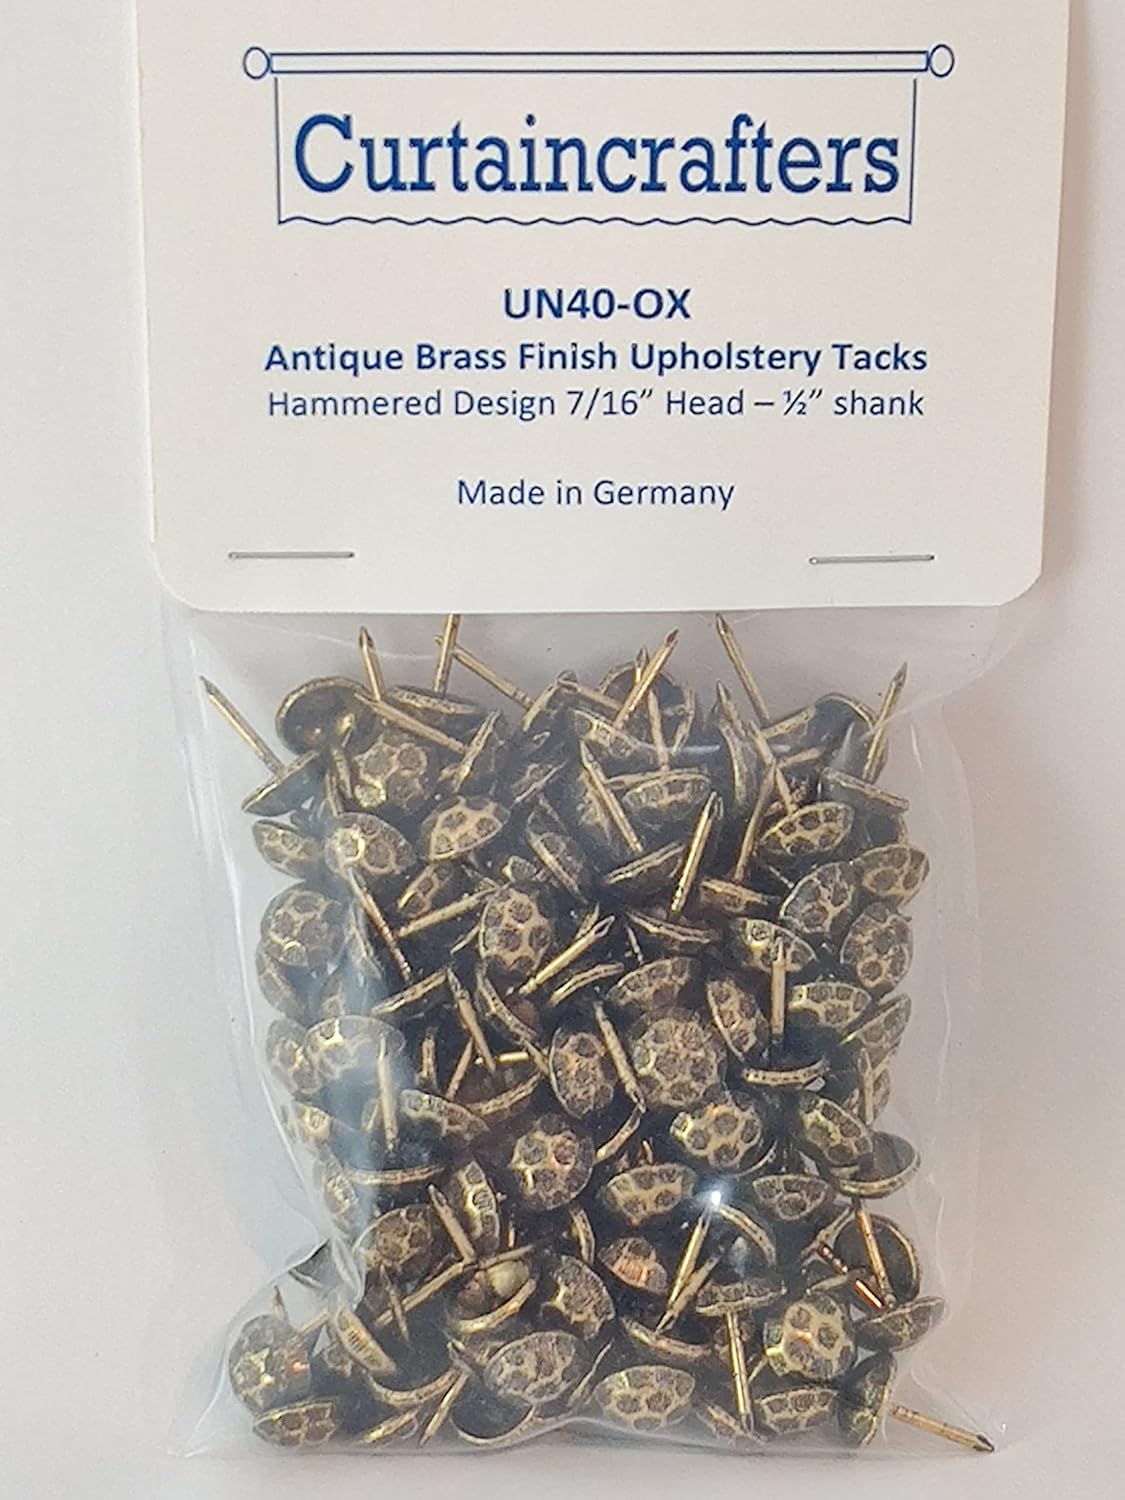 Curtaincrafters
UN40-OX
Antique Brass Finish Upholstery Tacks
Hammered Design 7/16” Head – ½” shank
Made in Germany